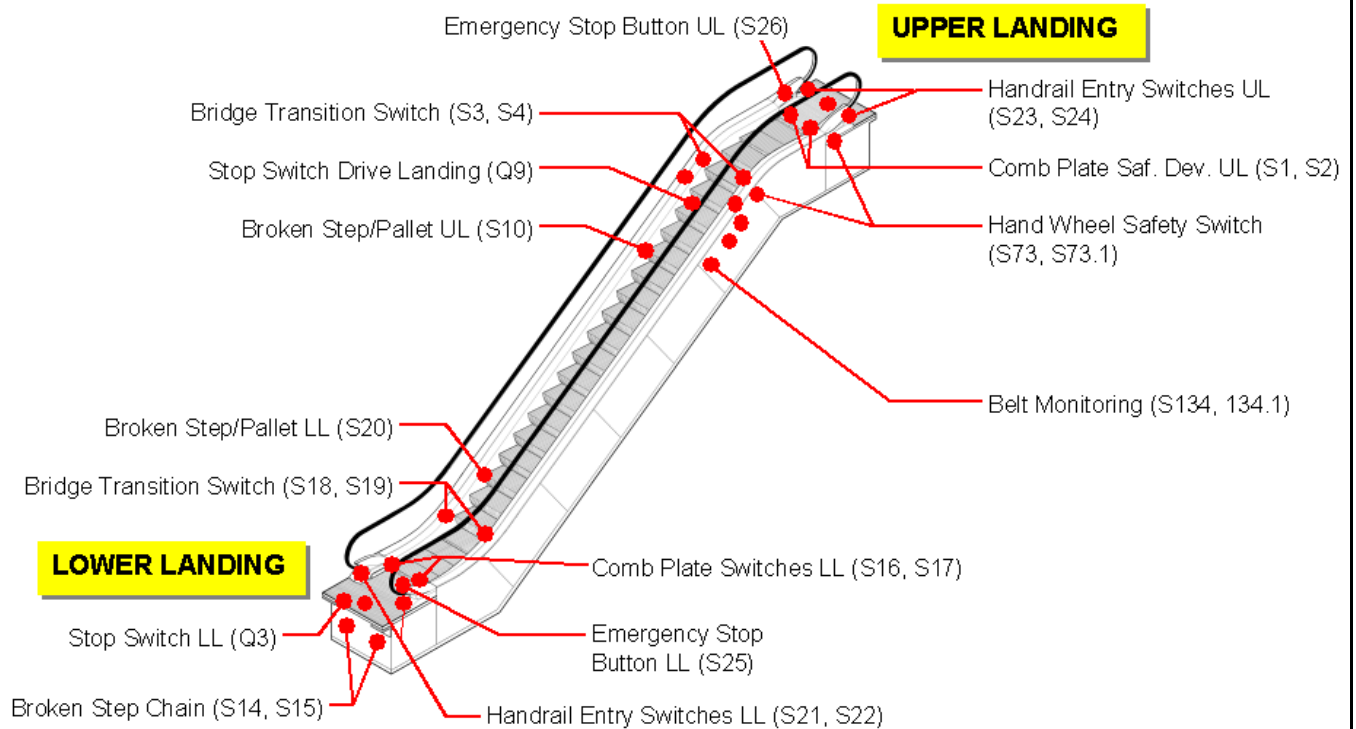 Emergency Stop Button UL (S26)
UPPER LANDING
Bridge Transition Switch (S3, S4)
Handrail Entry Switches UL
(S23, S24)
Stop Switch Drive Landing (Q9)
Comb Plate Saf. Dev. UL (S1, S2)
Broken Step/Pallet UL (S10)
Hand Wheel Safety Switch
(S73, S73.1)
Belt Monitoring (S134, 134.1)
Broken Step/Pallet LL (S20)
Bridge Transition Switch (S18, S19)
LOWER LANDING
Comb Plate Switches LL (S16, S17)
Stop Switch LL (Q3)
Emergency Stop
Button LL (S25)
Broken Step Chain (S14, S15)
Handrail Entry Switches LL (S21, S22)